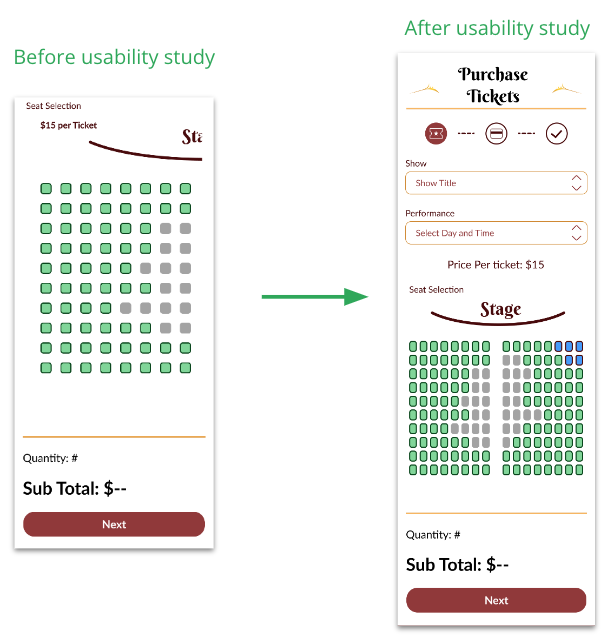 Before usability study
Seat Selection
$15 per Ticket
Sta
Quantity: #
Sub Total: $--
Next
After usability study
Purchase
Tickets
Show
Show Title
Performance
Select Day and Time
Price Per ticket: $15
Seat Selection
Stage
Quantity: #
Sub Total: $--
Next